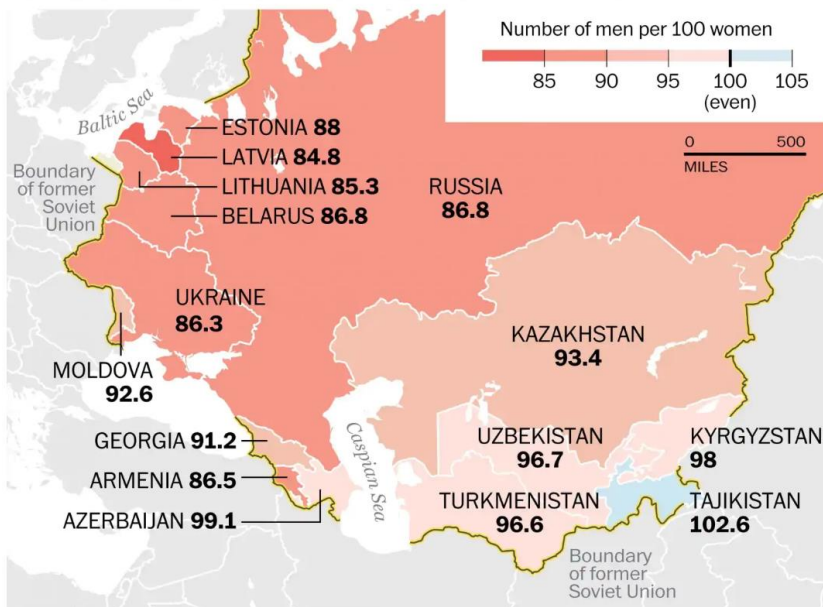 Number of men per 100 women
85 90 95 100 105
(even)
0 500
MILES
Baltic Sea
ESTONIA 88
LATVIA 84.8
LITHUANIA 85.3
BELARUS 86.8
Boundary
of former
Soviet
Union
RUSSIA
86.8
UKRAINE
86.3
MOLDOVA
92.6
KAZAKHSTAN
93.4
GEORGIA 91.2
ARMENIA 86.5
AZERBAIJAN 99.1
Caspian Sea
UZBEKISTAN
96.7
KYRGYZSTAN
98
TURKMENISTAN
96.6
TAJIKISTAN
102.6
Boundary
of former
Soviet Union